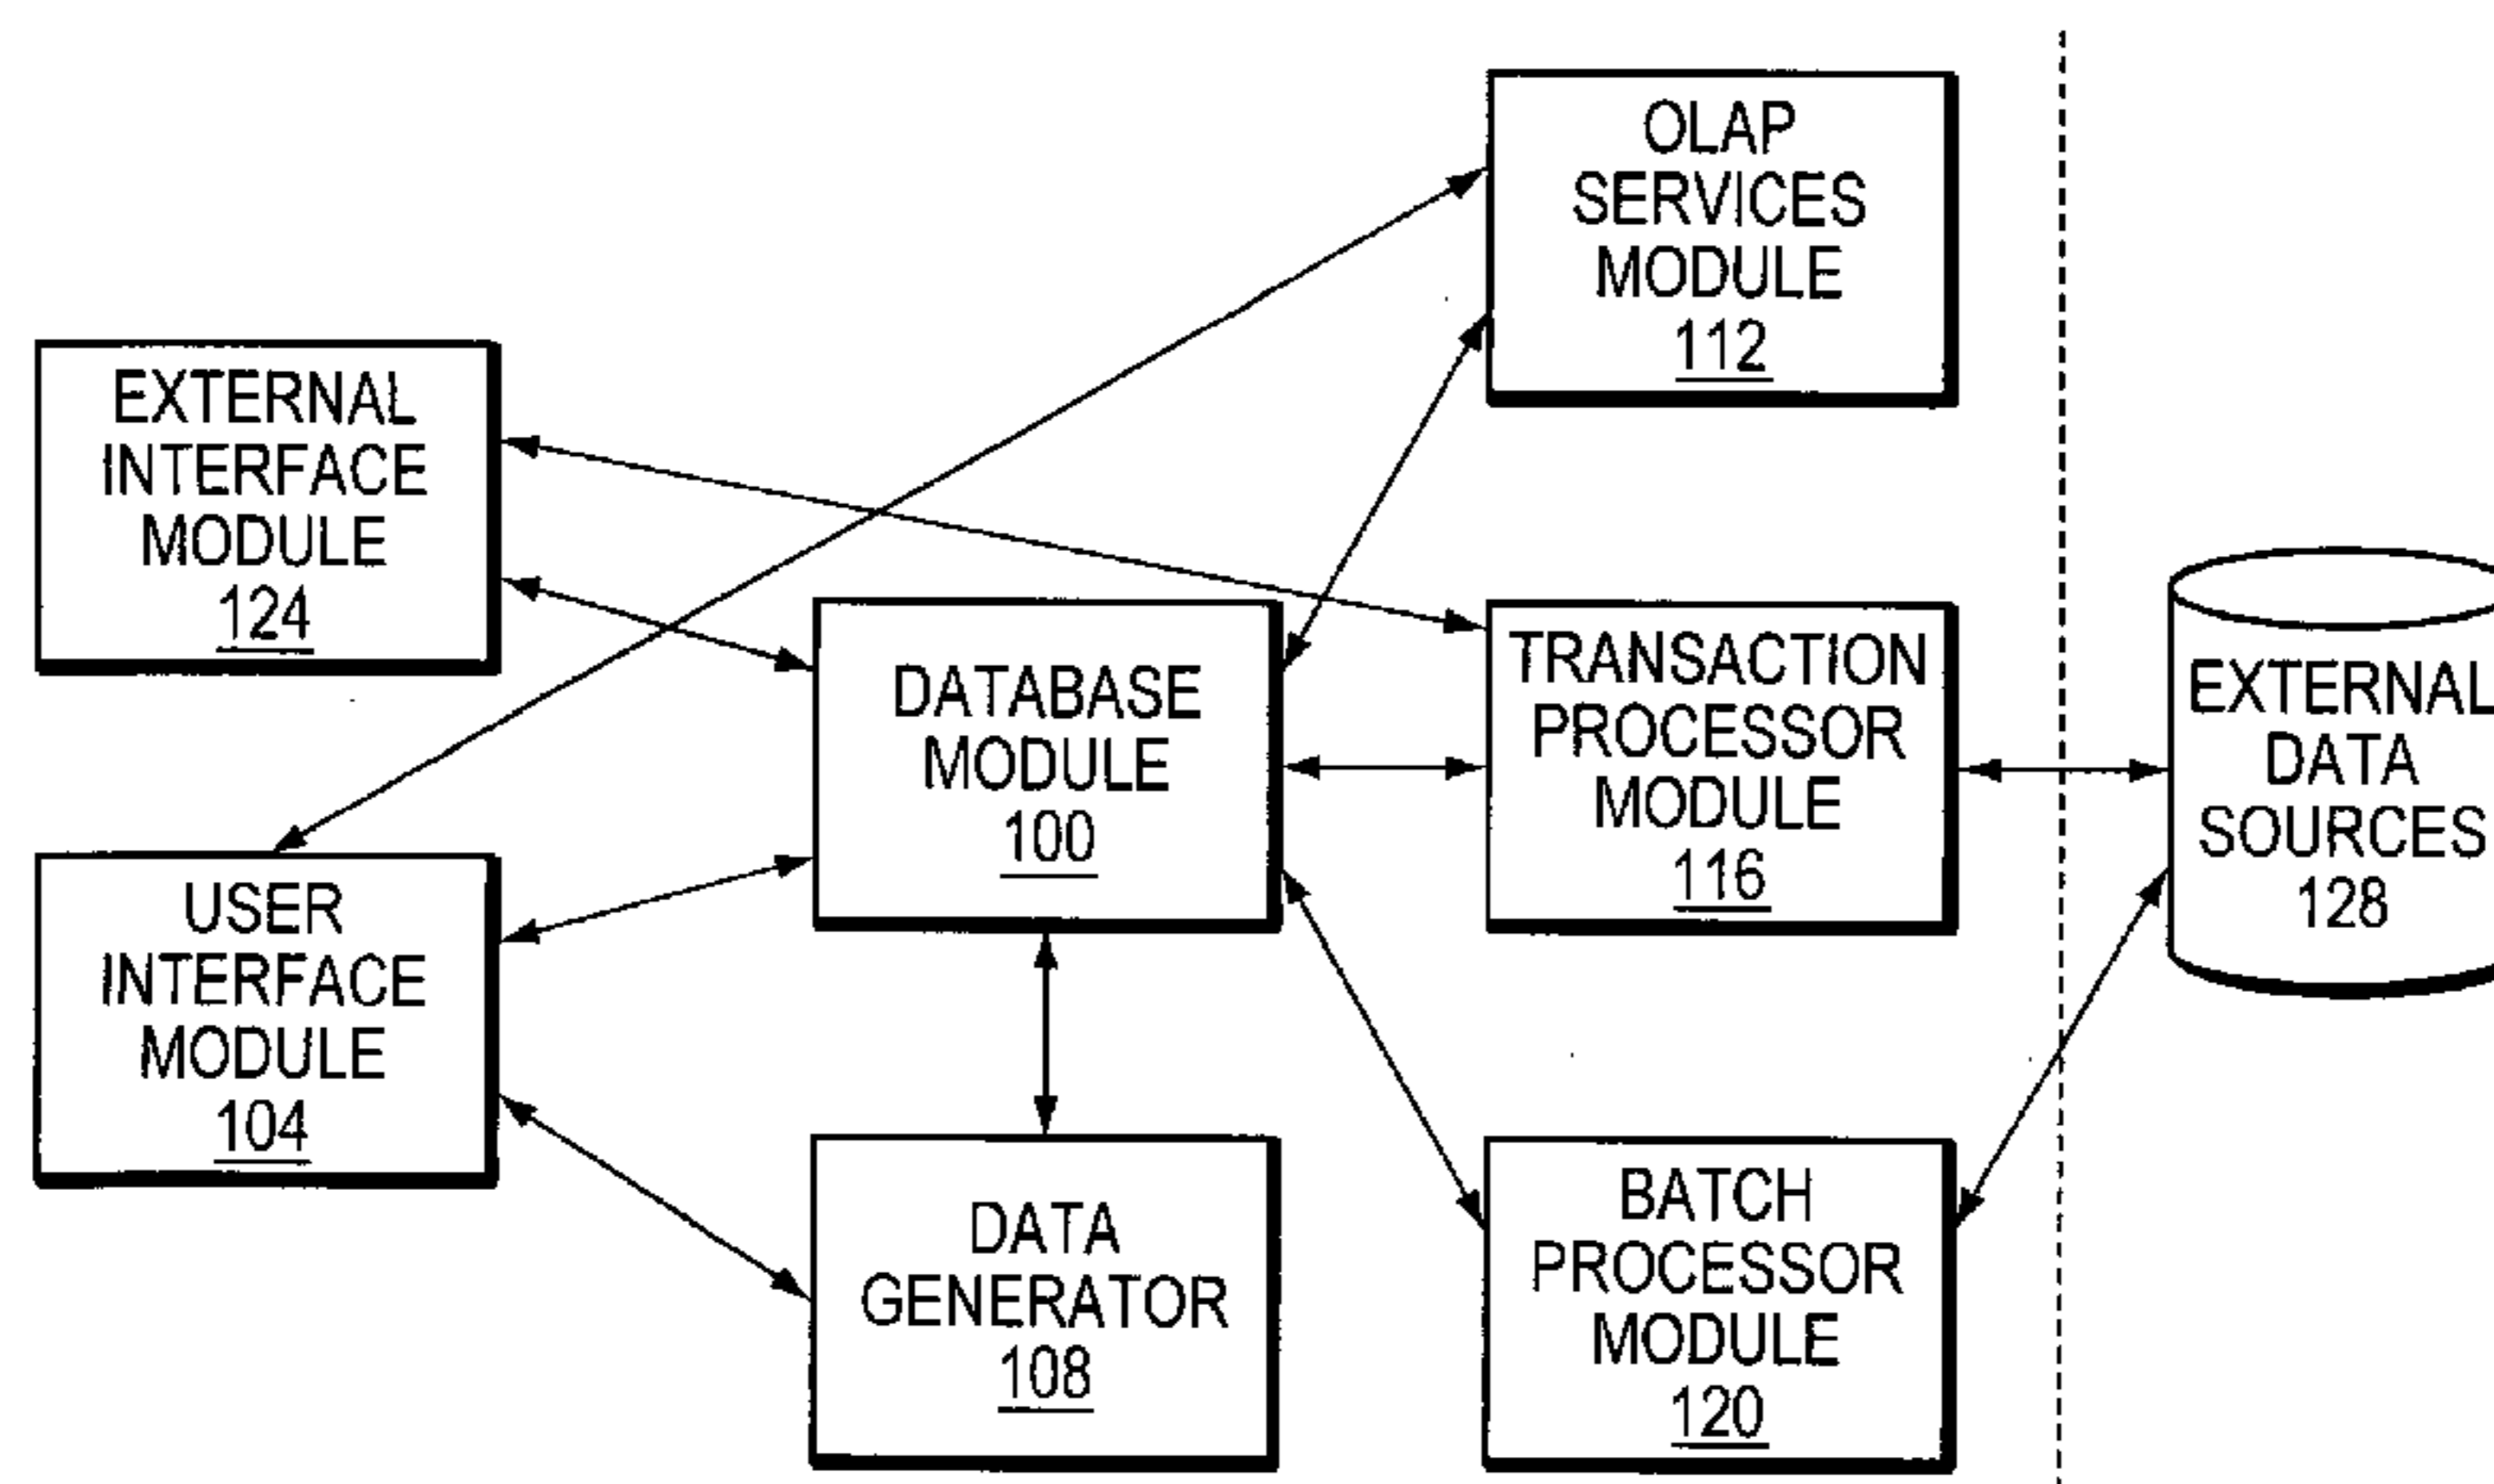 OLAP
SERVICES
MODULE
112
EXTERNAL
INTERFACE
MODULE
124
DATABASE
MODULE
100
TRANSACTION
PROCESSOR
MODULE
116
EXTERNAL
DATA
SOURCES
128
USER
INTERFACE
MODULE
104
DATA
GENERATOR
108
BATCH
PROCESSOR
MODULE
120